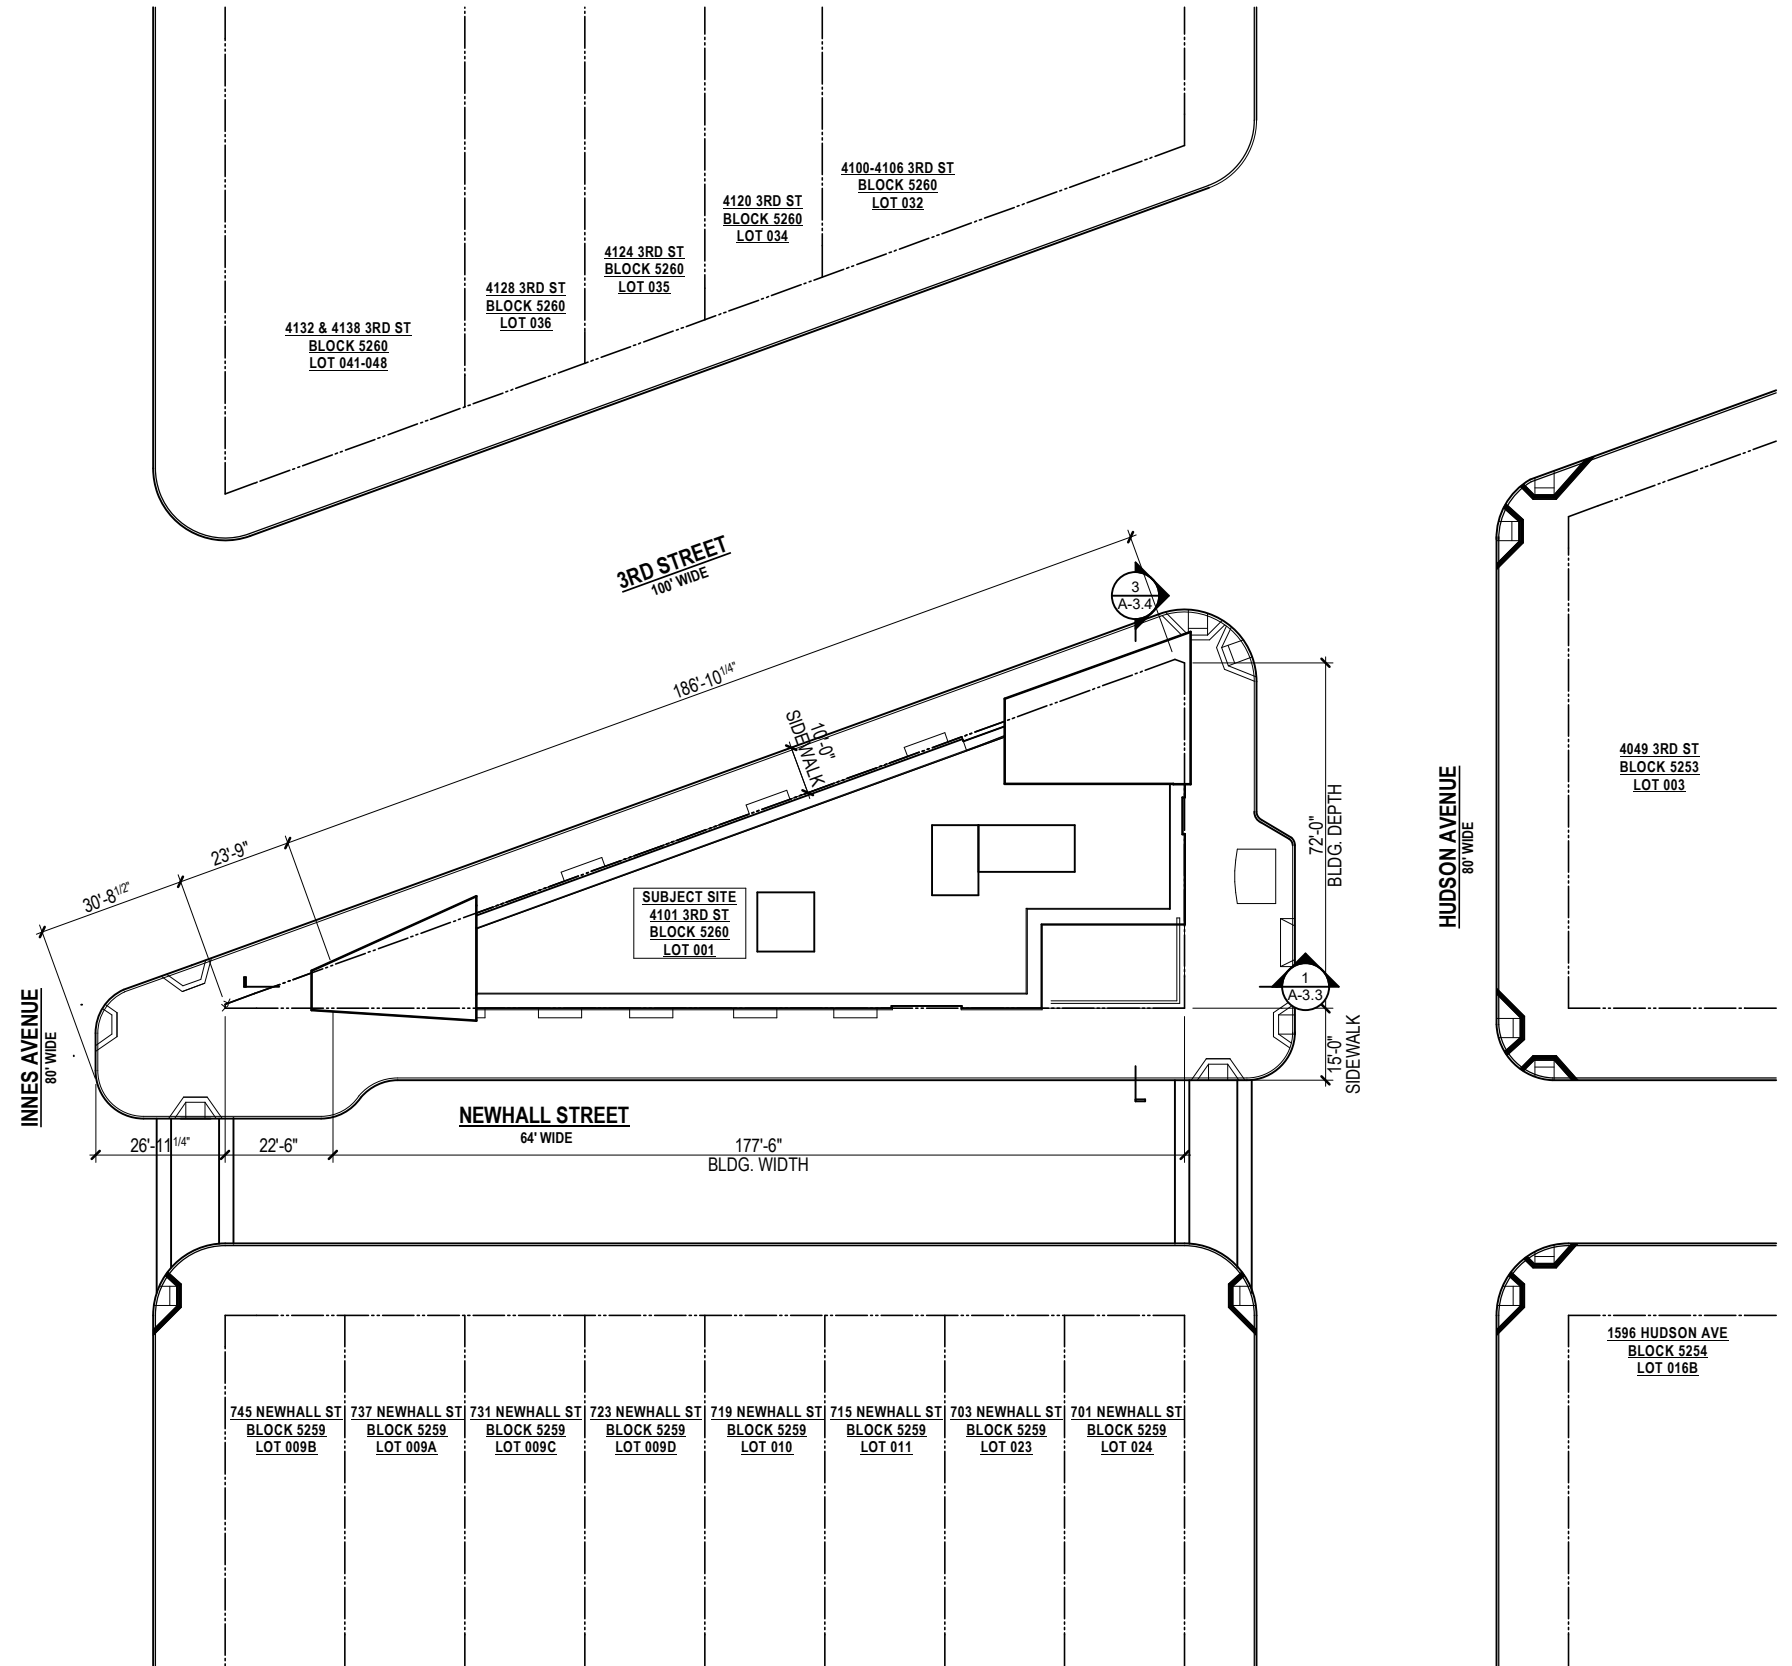 4100-4106 3RD ST
BLOCK 5260
LOT 032
4120 3RD ST
BLOCK 5260
LOT 034
4124 3RD ST
BLOCK 5260
LOT 035
4128 3RD ST
BLOCK 5260
LOT 036
4132 & 4138 3RD ST
BLOCK 5260
LOT 041-048
3RD STREET
100' WIDE
3
A-3.4
186'-10 1/4"
10'-0"
SIDEWALK
23'-9"
30'-8 1/2"
SUBJECT SITE
4101 3RD ST
BLOCK 5260
LOT 001
72'-0"
BLDG. DEPTH
HUDSON AVENUE
80' WIDE
4049 3RD ST
BLOCK 5253
LOT 003
1
A-3.3
15'-0"
SIDEWALK
INNES AVENUE
80' WIDE
NEWHALL STREET
64' WIDE
26'-11 1/4"
22'-6"
177'-6"
BLDG. WIDTH
1596 HUDSON AVE
BLOCK 5254
LOT 016B
745 NEWHALL ST
BLOCK 5259
LOT 009B
737 NEWHALL ST
BLOCK 5259
LOT 009A
731 NEWHALL ST
BLOCK 5259
LOT 009C
723 NEWHALL ST
BLOCK 5259
LOT 009D
719 NEWHALL ST
BLOCK 5259
LOT 010
715 NEWHALL ST
BLOCK 5259
LOT 011
703 NEWHALL ST
BLOCK 5259
LOT 023
701 NEWHALL ST
BLOCK 5259
LOT 024